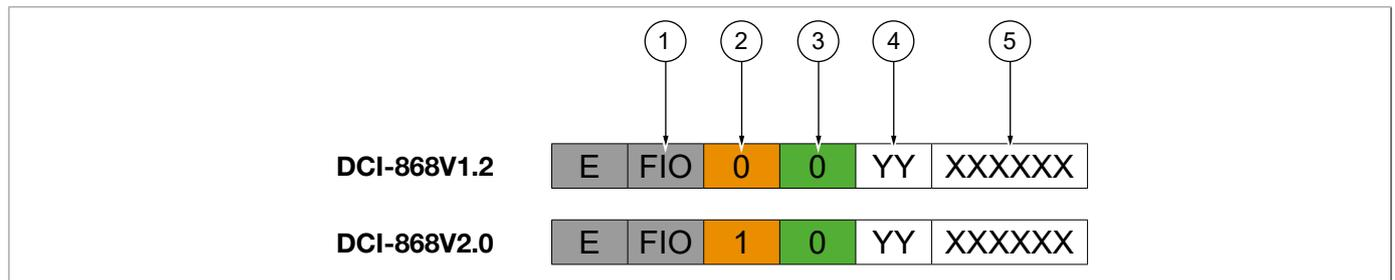 1 2 3 4 5
DCI-868V1.2 E FIO 0 0 YY XXXXXX
DCI-868V2.0 E FIO 1 0 YY XXXXXX